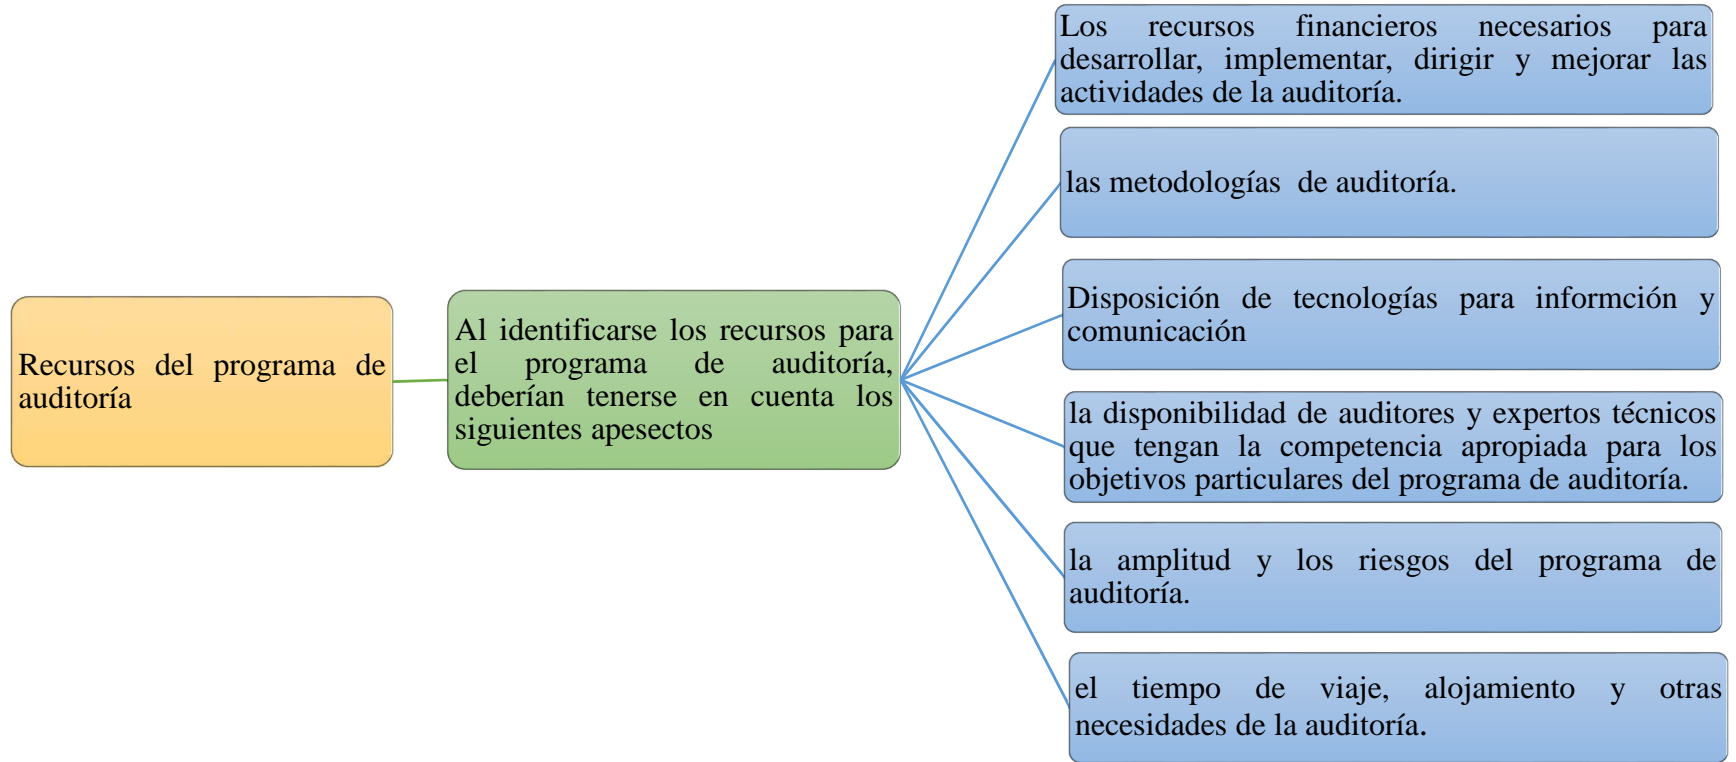 Recursos del programa de
auditoría
Al identificarse los recursos para
el programa de auditoría,
deberían tenerse en cuenta los
siguientes apesectos
Los recursos financieros necesarios para
desarrollar, implementar, dirigir y mejorar las
actividades de la auditoría.
las metodologías de auditoría.
Disposición de tecnologías para informción y
comunicación
la disponibilidad de auditores y expertos técnicos
que tengan la competencia apropiada para los
objetivos particulares del programa de auditoría.
la amplitud y los riesgos del programa de
auditoría.
el tiempo de viaje, alojamiento y otras
necesidades de la auditoría.